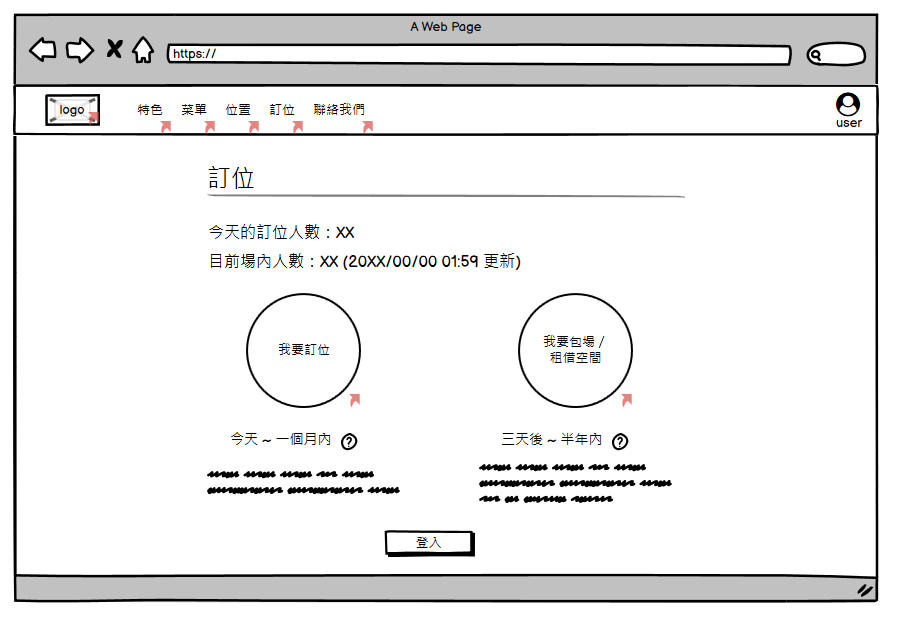 A Web Page
https://
logo
特色 菜單 位置 訂位 聯絡我們
user
訂位
今天的訂位人數：XX
目前場內人數：XX (20XX/00/00 01:59 更新)
我要訂位
我要包場 /
租借空間
今天 ~ 一個月內 ?
三天後 ~ 半年內 ?
登入